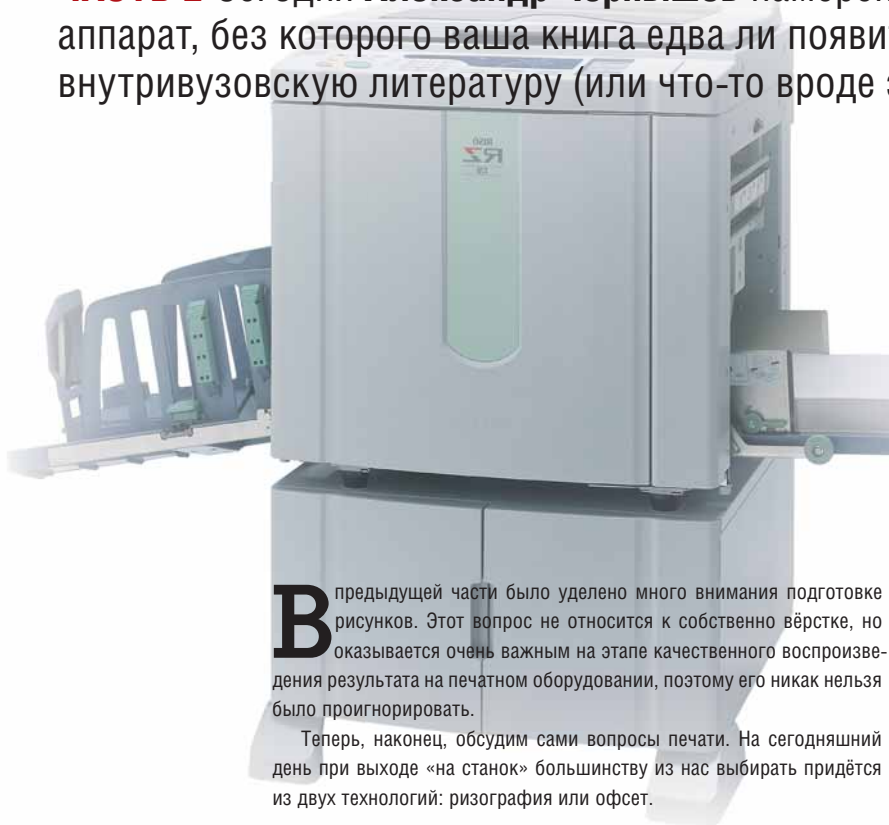 Сегодня Александр
аппарат, без которого ваша книга едва ли появи
внутривузовскую литературу (или что-то вроде э
RISO
RZ
В предыдущей части было уделено много внимания подготовке
рисунков. Этот вопрос не относится к собственно вёрстке, но
оказывается очень важным на этапе качественного воспроизве-
дения результата на печатном оборудовании, поэтому его никак нельзя
было проигнорировать.
Теперь, наконец, обсудим сами вопросы печати. На сегодняшний
день при выходе «на станок» большинству из нас выбирать придётся
из двух технологий: ризография или офсет.